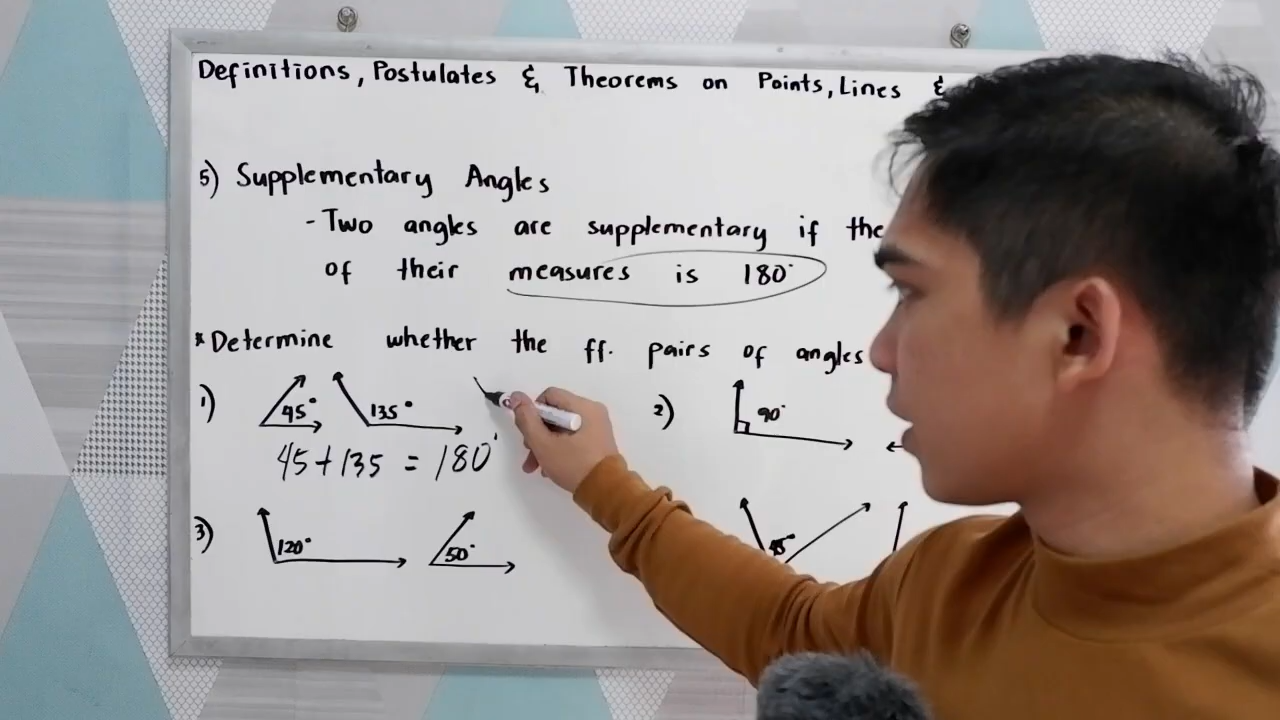 Definitions, Postulates & Theorems on Points, Lines &
5) Supplementary Angles
- Two angles are supplementary if the
of their measures is 180°
* Determine whether the ff. pairs of angles
1) 45° 135° 2) 90°
45 + 135 = 180°
3) 120° 50° 45°